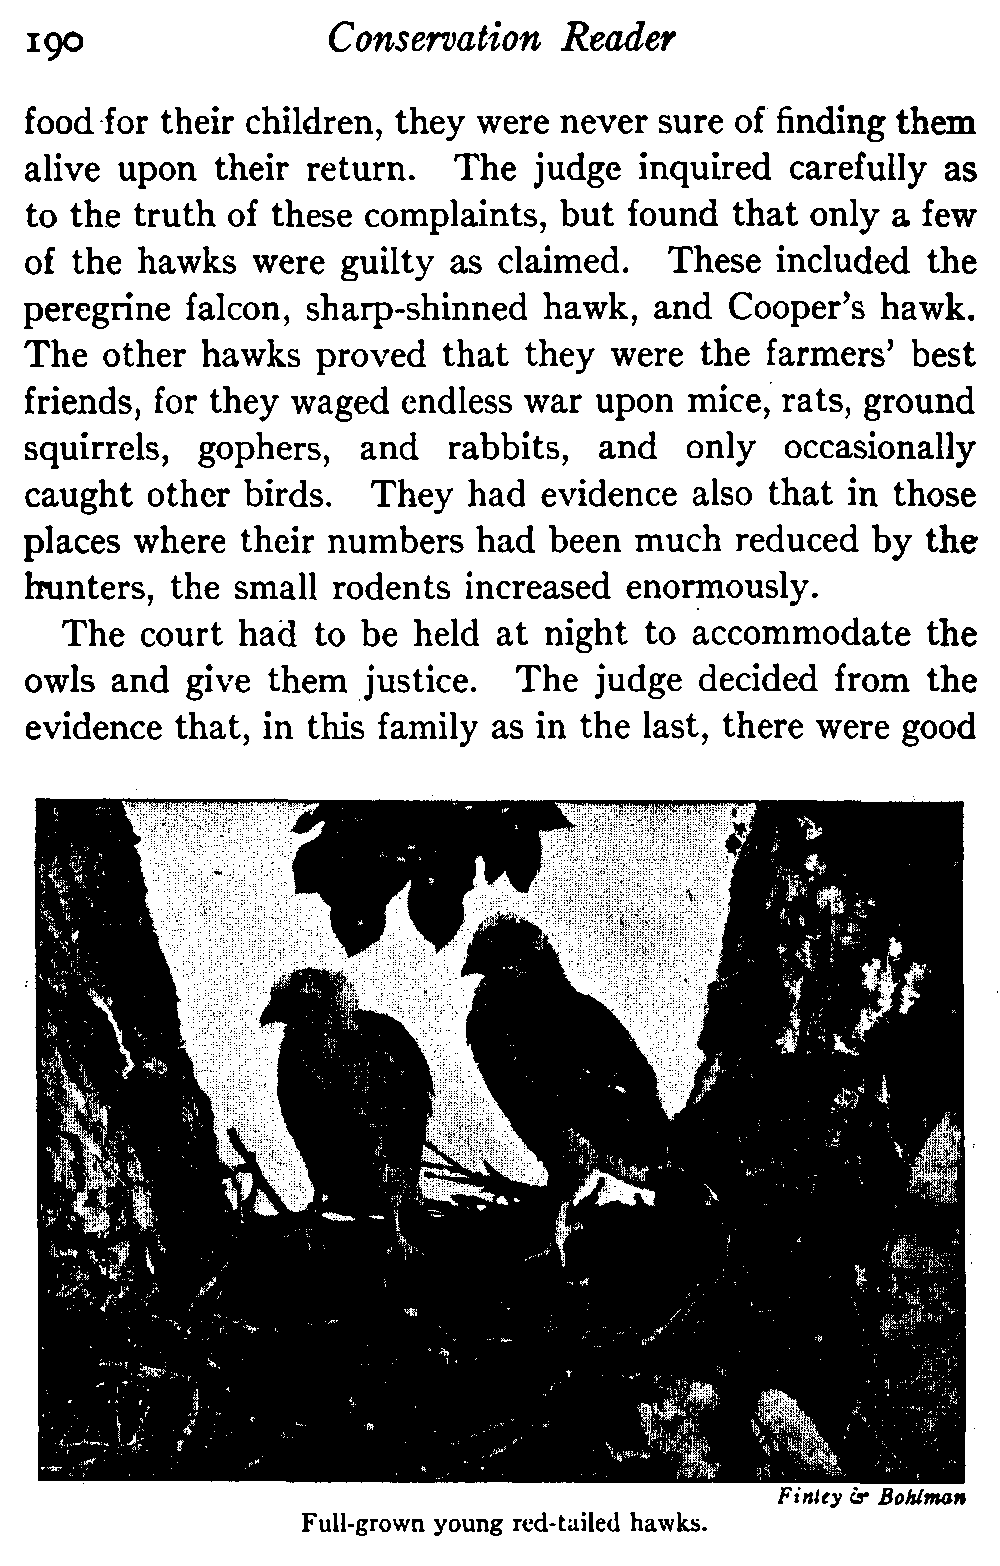 190 Conservation Reader
food for their children, they were never sure of finding them
alive upon their return. The judge inquired carefully as
to the truth of these complaints, but found that only a few
of the hawks were guilty as claimed. These included the
peregrine falcon, sharp-shinned hawk, and Cooper's hawk.
The other hawks proved that they were the farmers' best
friends, for they waged endless war upon mice, rats, ground
squirrels, gophers, and rabbits, and only occasionally
caught other birds. They had evidence also that in those
places where their numbers had been much reduced by the
hunters, the small rodents increased enormously.
The court had to be held at night to accommodate the
owls and give them justice. The judge decided from the
evidence that, in this family as in the last, there were good
Finley & Bohlman
Full-grown young red-tailed hawks.